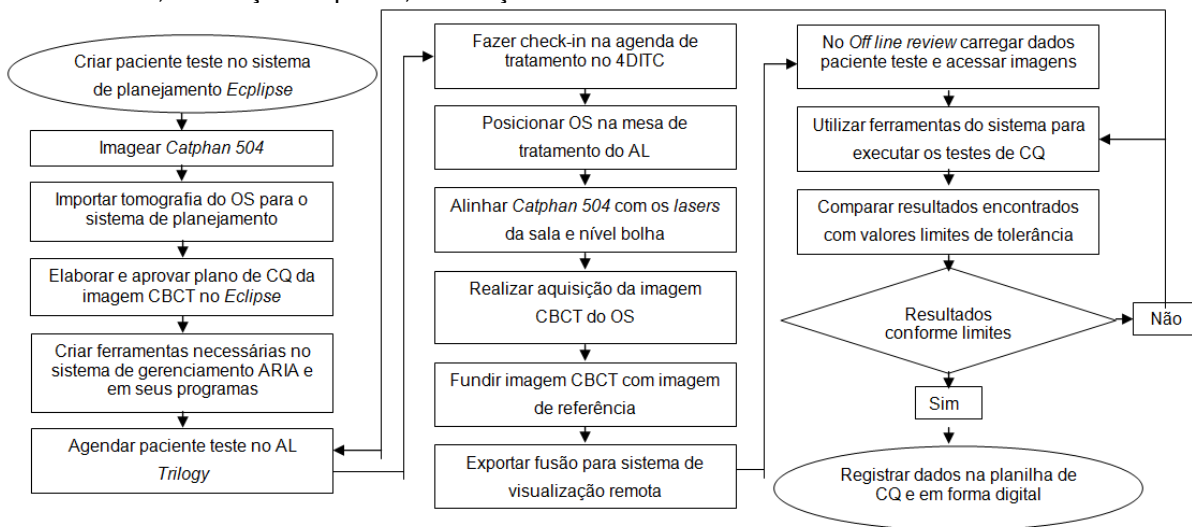 Criar paciente teste no sistema
de planejamento Ecplipse
Imagear Catphan 504
Importar tomografia do OS para o
sistema de planejamento
Elaborar e aprovar plano de CQ da
imagem CBCT no Eclipse
Criar ferramentas necessárias no
sistema de gerenciamento ARIA e
em seus programas
Agendar paciente teste no AL
Trilogy
Fazer check-in na agenda de
tratamento no 4DITC
Posicionar OS na mesa de
tratamento do AL
Alinhar Catphan 504 com os lasers
da sala e nível bolha
Realizar aquisição da imagem
CBCT do OS
Fundir imagem CBCT com imagem
de referência
Exportar fusão para sistema de
visualização remota
No Off line review carregar dados
paciente teste e acessar imagens
Utilizar ferramentas do sistema para
executar os testes de CQ
Comparar resultados encontrados
com valores limites de tolerância
Resultados
conforme limites
Não
Sim
Registrar dados na planilha de
CQ e em forma digital